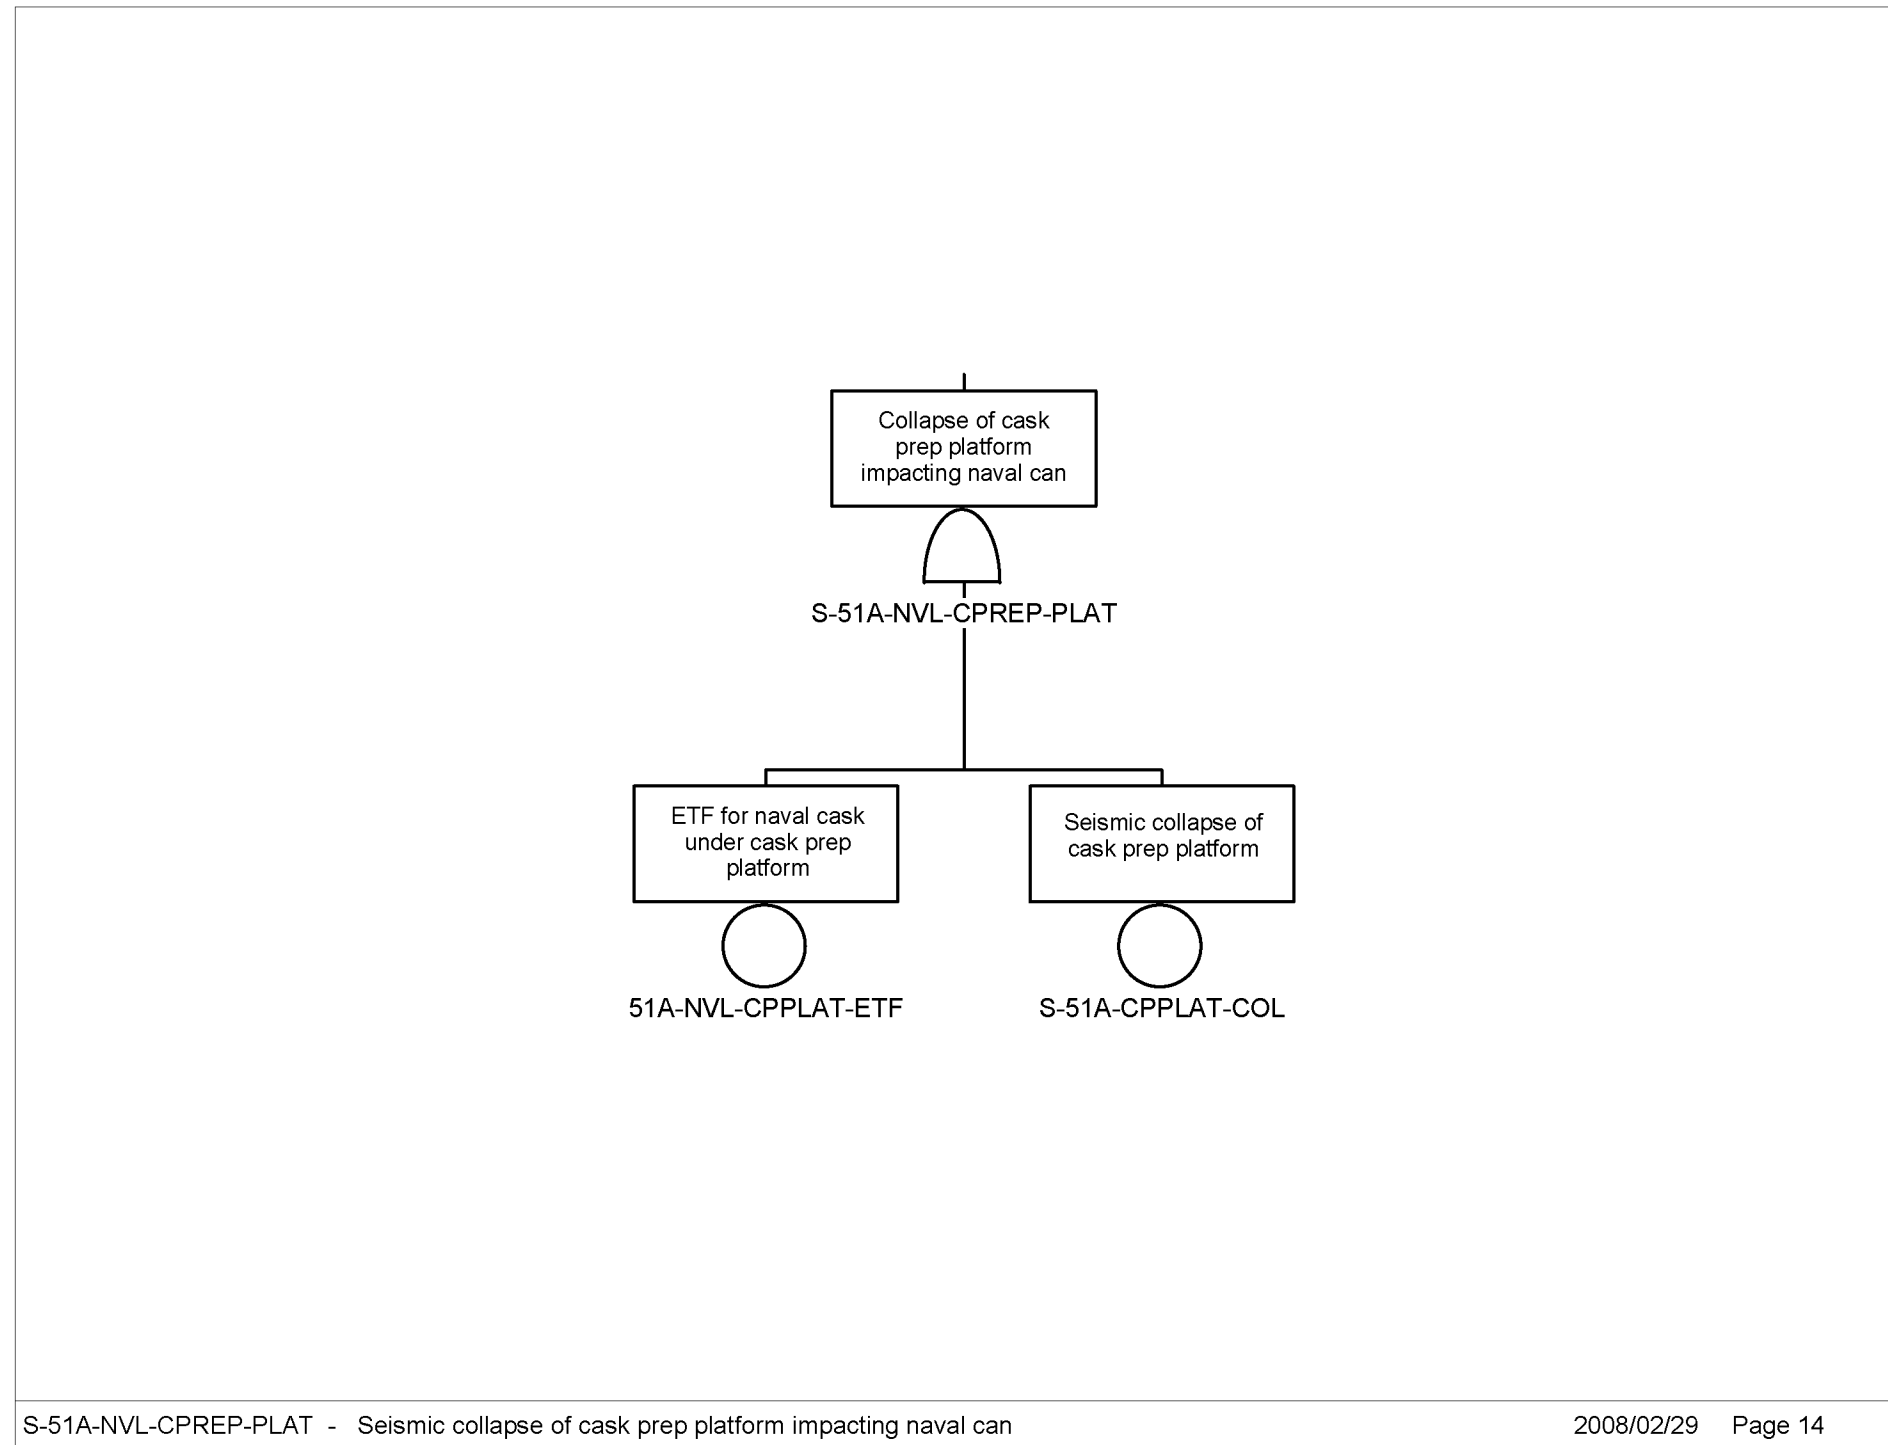 Collapse of cask
prep platform
impacting naval can
S-51A-NVL-CPREP-PLAT
ETF for naval cask
under cask prep
platform
51A-NVL-CPPLAT-ETF
Seismic collapse of
cask prep platform
S-51A-CPPLAT-COL
S-51A-NVL-CPREP-PLAT - Seismic collapse of cask prep platform impacting naval can
2008/02/29 Page 14